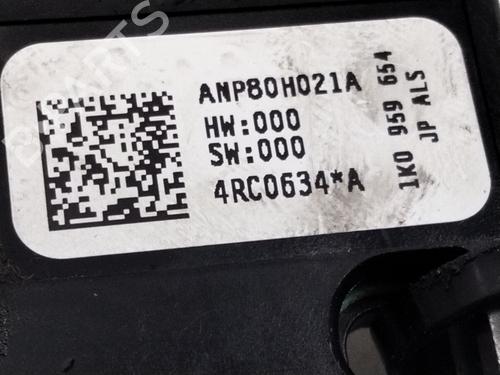 ANP80H021A
HW:000
SW:000
4RC0634*A
1K0 959 654
JP ALS